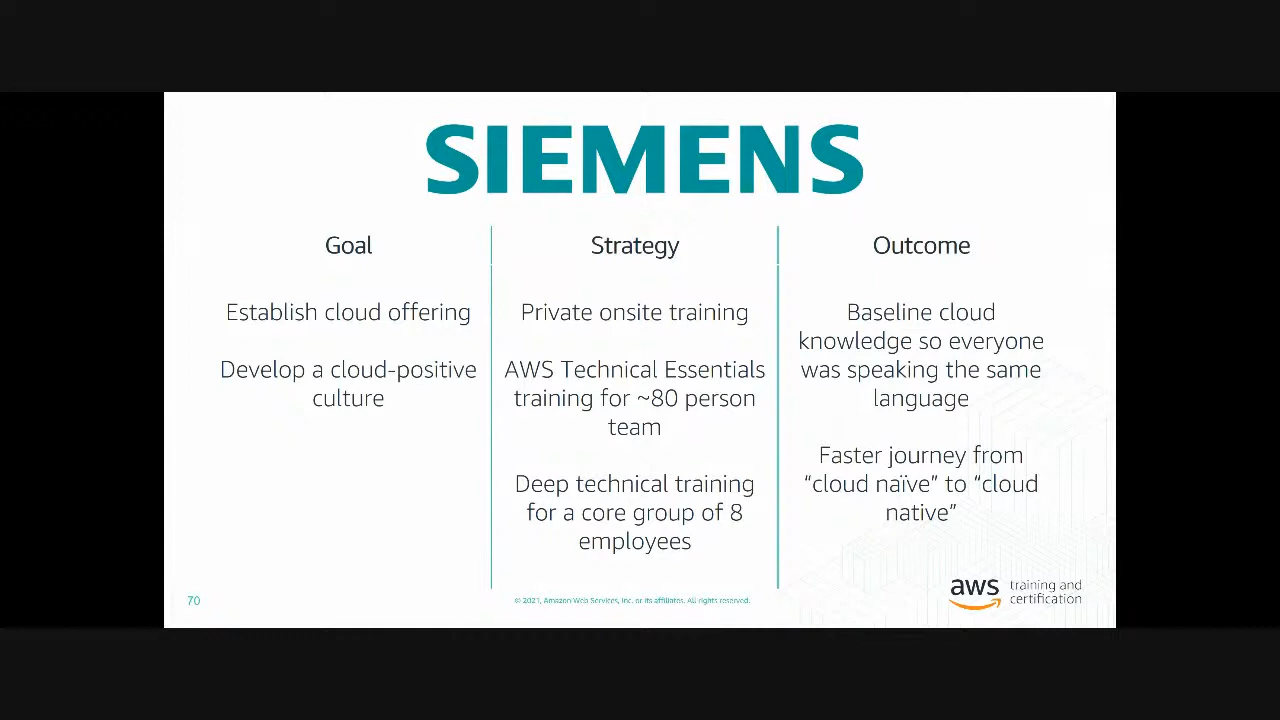 SIEMENS
Goal
Establish cloud offering
Develop a cloud-positive
culture
Strategy
Private onsite training
AWS Technical Essentials
training for ~80 person
team
Deep technical training
for a core group of 8
employees
Outcome
Baseline cloud
knowledge so everyone
was speaking the same
language
Faster journey from
“cloud naïve” to “cloud
native”
70
© 2021, Amazon Web Services, Inc. or its affiliates. All rights reserved.
aws
training and
certification